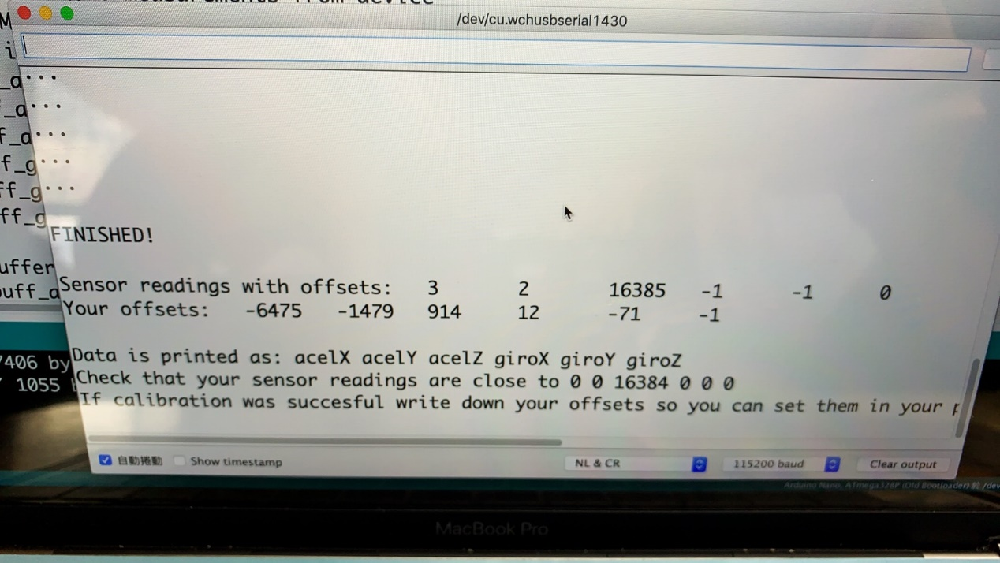 /dev/cu.wchusbserial1430
_a···
_a···
f_a···
f_g···
ff_g···
ff_g
FINISHED!
uffer
Sensor readings with offsets: 3 2 16385 -1 -1 0
buff_a
Your offsets: -6475 -1479 914 12 -71 -1
Data is printed as: acelX acelY acelZ giroX giroY giroZ
7406 by
Check that your sensor readings are close to 0 0 16384 0 0 0
1055
If calibration was succesful write down your offsets so you can set them in your p
自動捲動 Show timestamp NL & CR 115200 baud Clear output
Arduino Nano, ATmega328P (Old Bootloader) 於 /dev
MacBook Pro